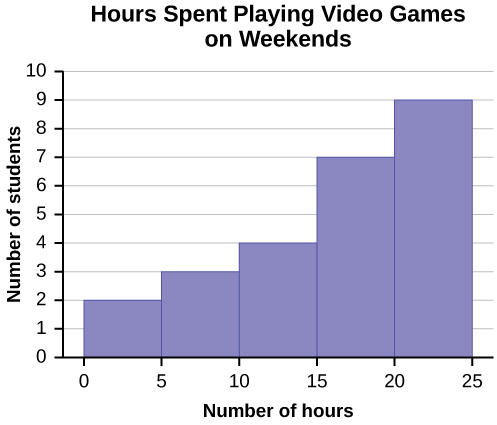 Hours Spent Playing Video Games
on Weekends
10
9
8
7
6
5
4
3
2
1
0
Number of students
0 5 10 15 20 25
Number of hours